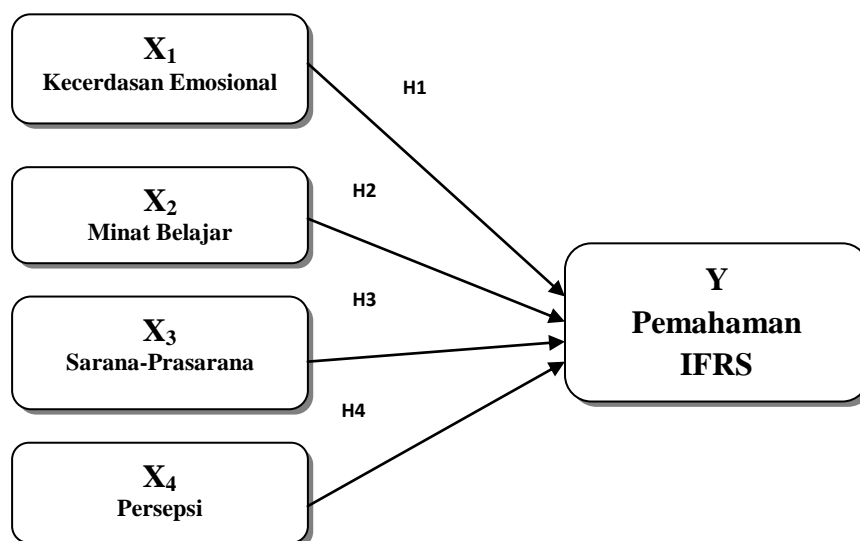 X₁
Kecerdasan Emosional
H1
X₂
Minat Belajar
H2
X₃
Sarana-Prasarana
H3
X₄
Persepsi
H4
Y
Pemahaman
IFRS